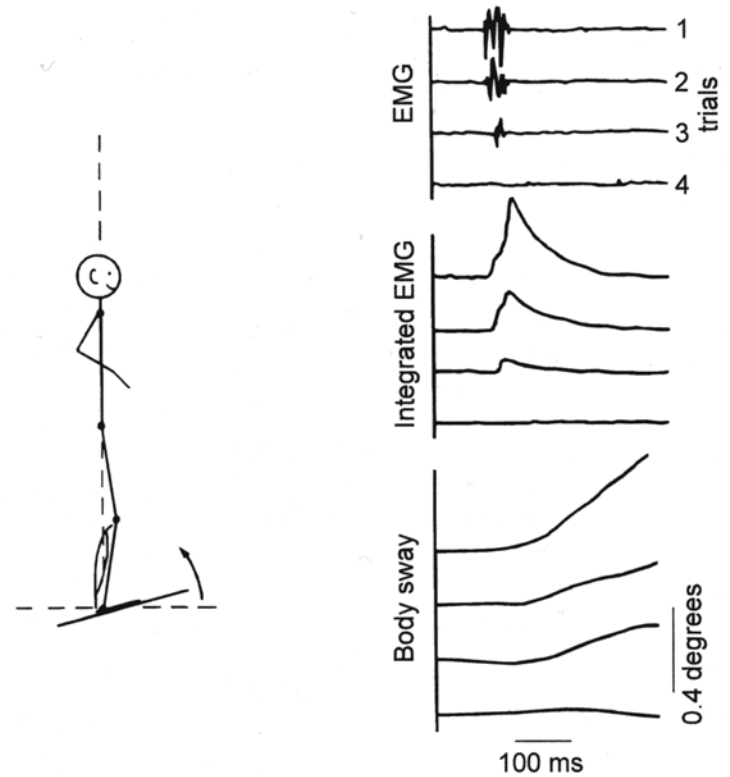 EMG
1
2
3
4
trials
Integrated EMG
Body sway
0.4 degrees
100 ms